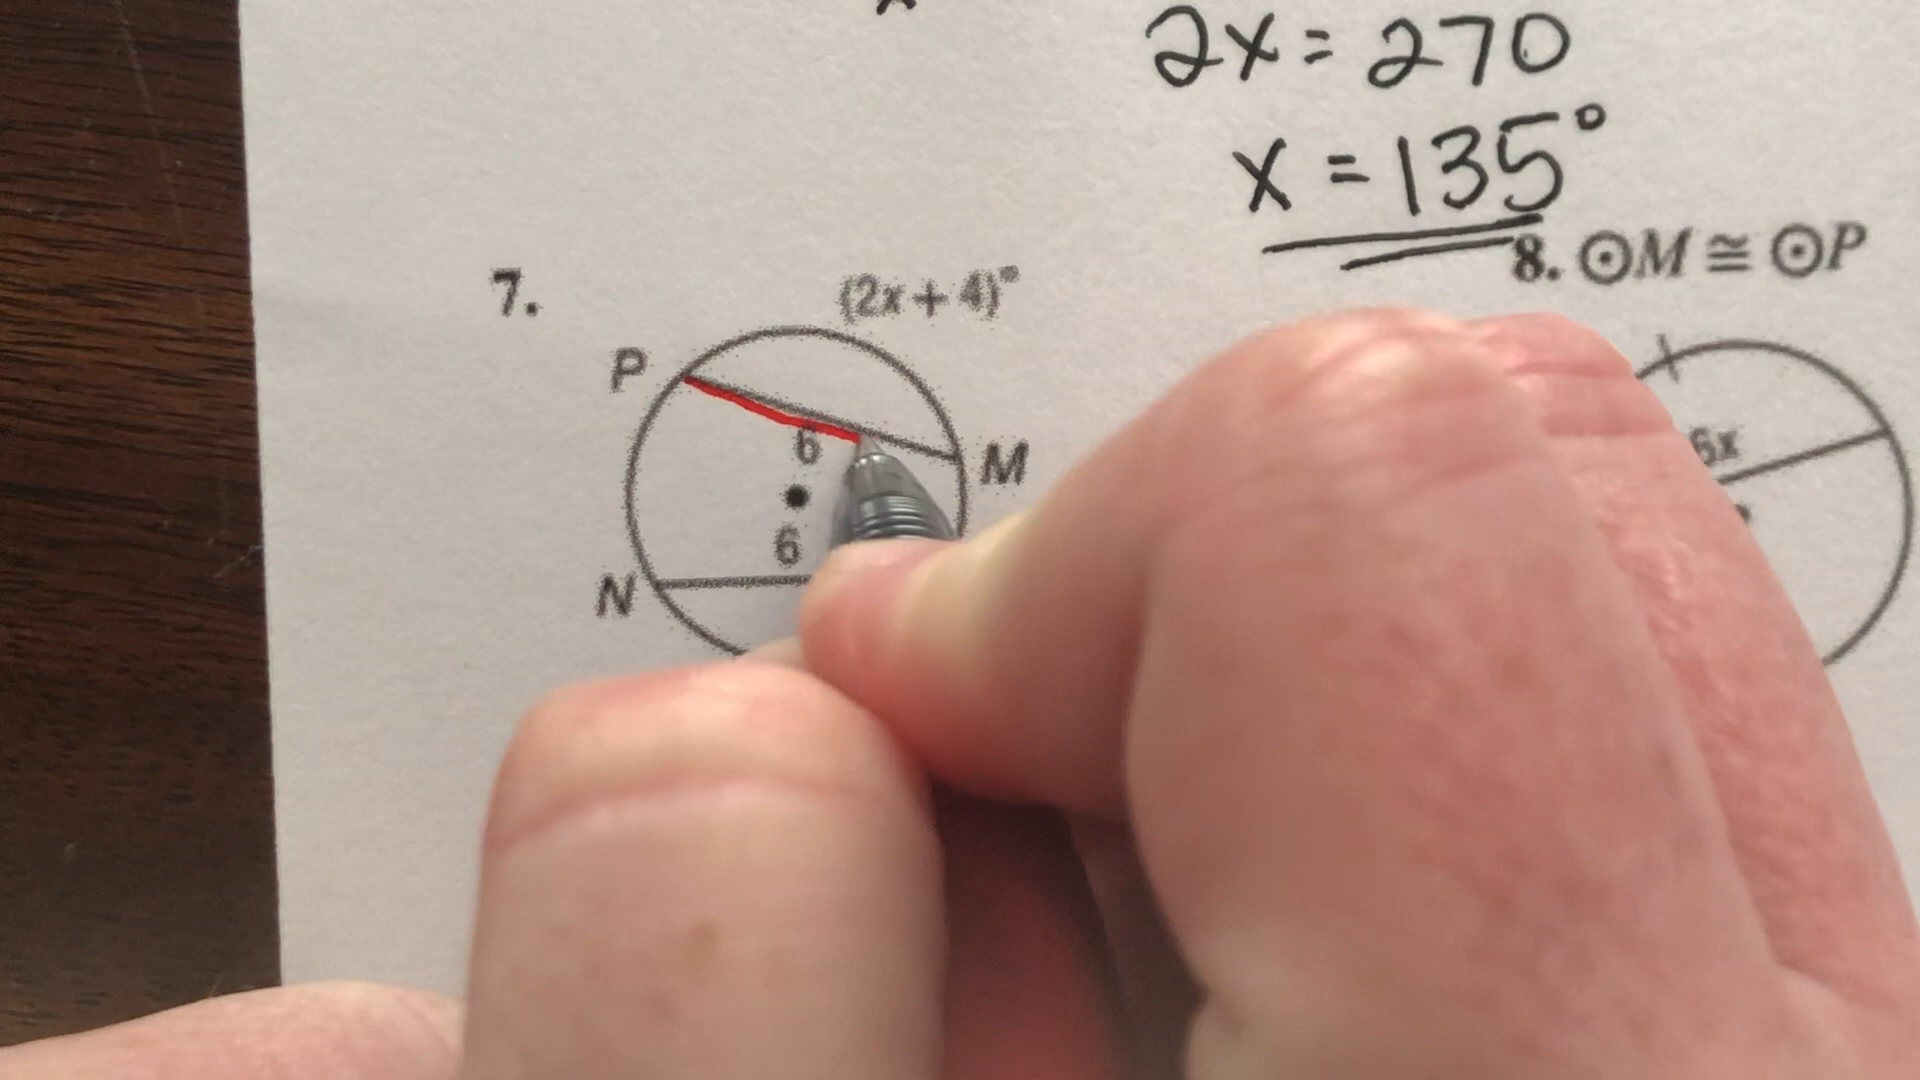 2x = 270
x = 135°
7.
(2x + 4)°
P
6
M
6
N
8. ⊙M ≅ ⊙P
6x